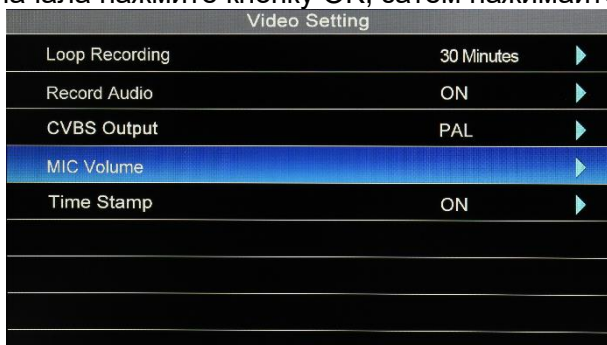 нажмите кнопку OK, затем
Video Setting
Loop Recording 30 Minutes
Record Audio ON
CVBS Output PAL
MIC Volume
Time Stamp ON